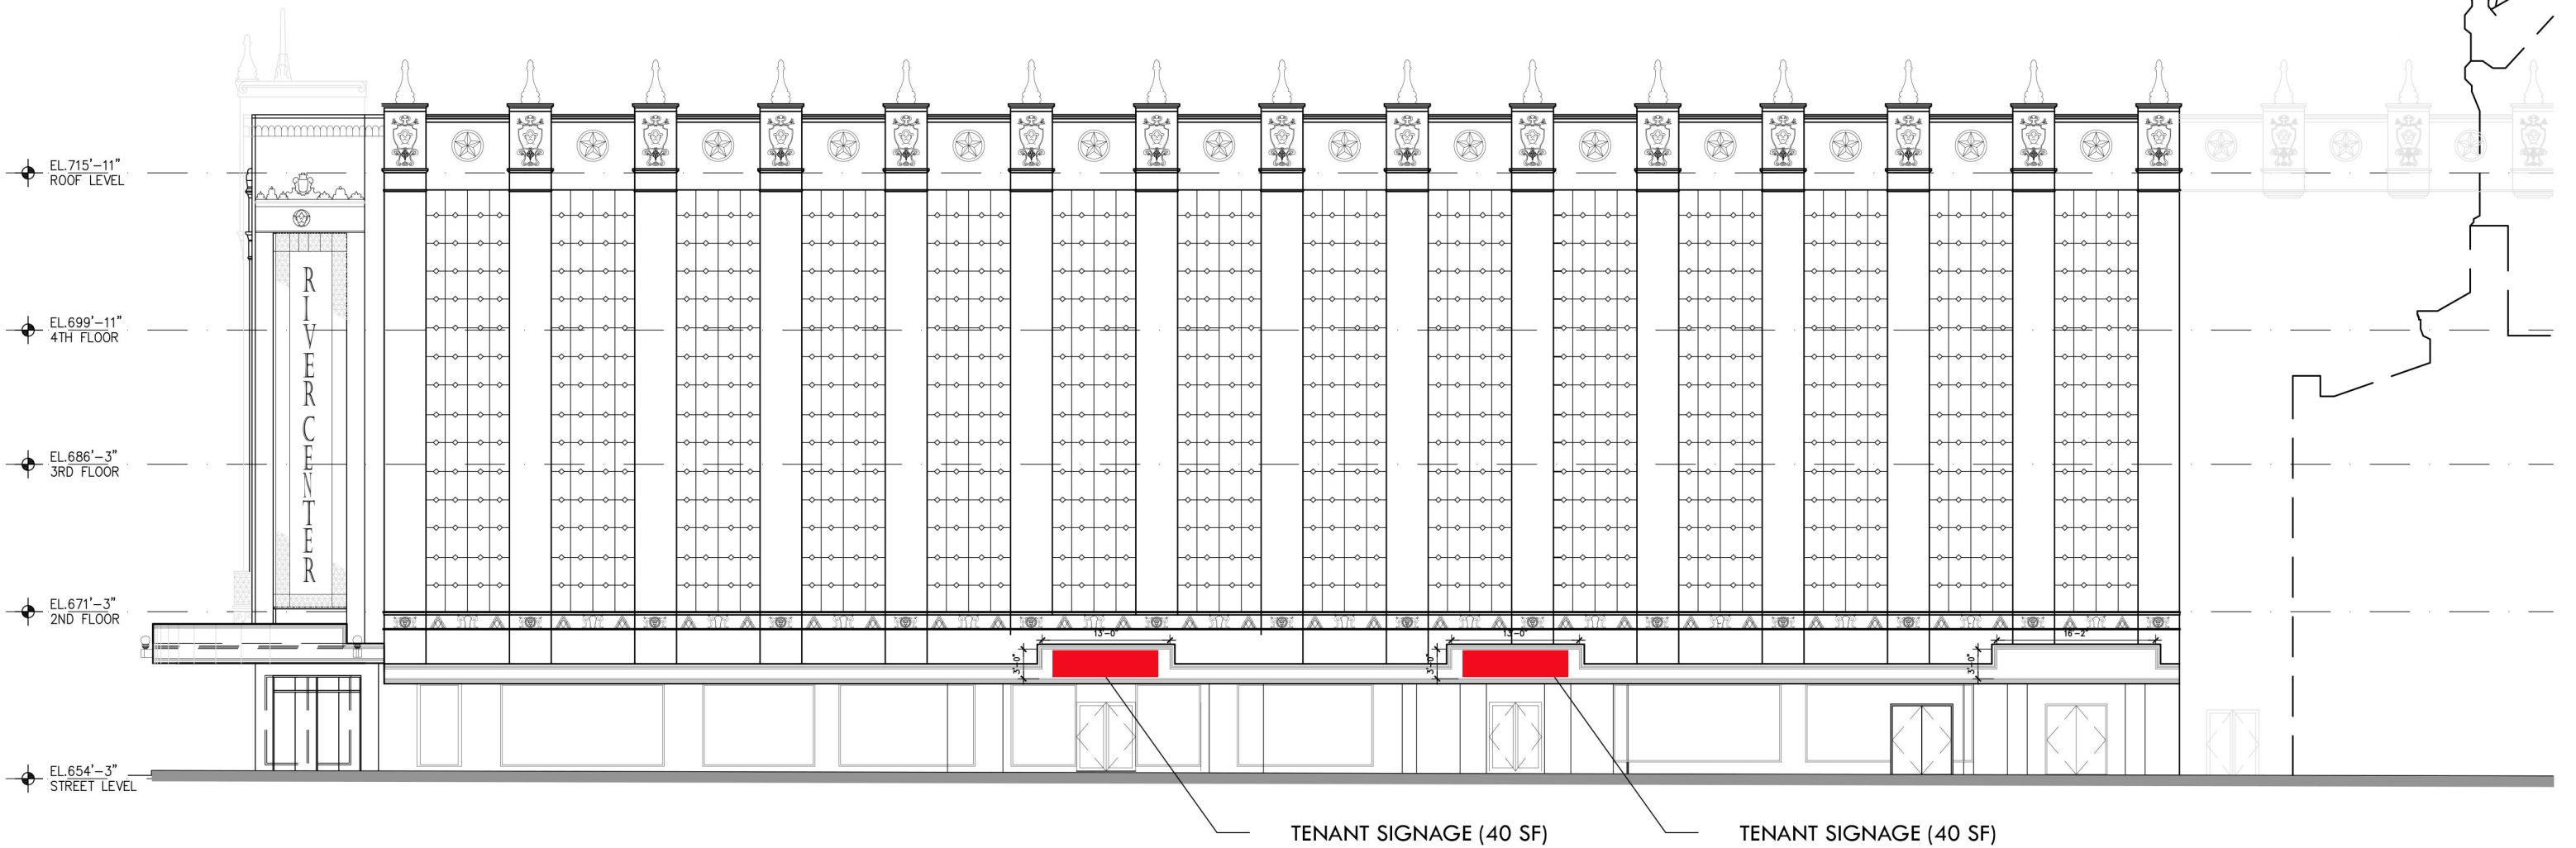 EL.715'-11"
ROOF LEVEL
EL.699'-11"
4TH FLOOR
EL.686'-3"
3RD FLOOR
EL.671'-3"
2ND FLOOR
EL.654'-3"
STREET LEVEL
RIVERCENTER
13'-0"
3'-0"
13'-0"
3'-0"
16'-2"
3'-0"
TENANT SIGNAGE (40 SF)
TENANT SIGNAGE (40 SF)